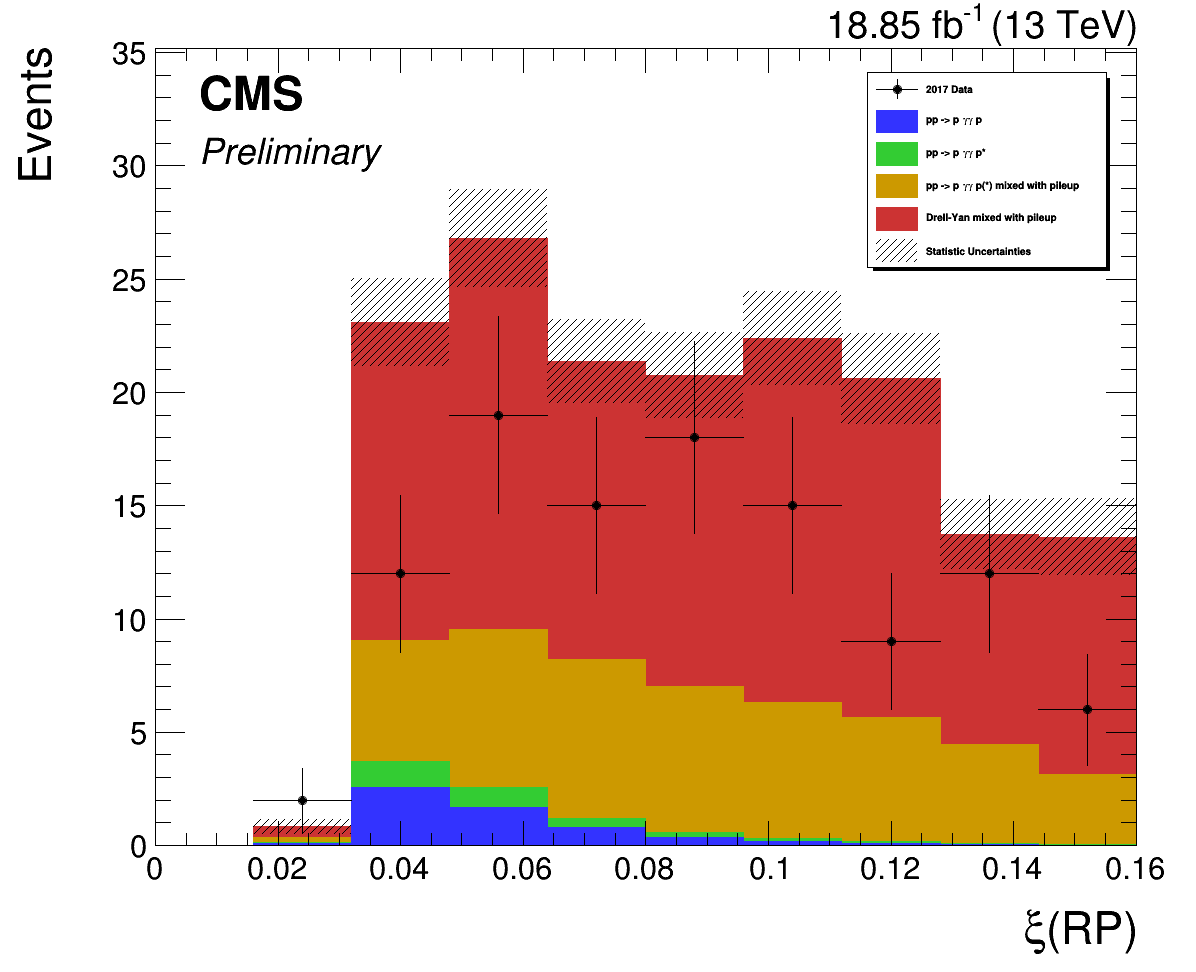 18.85 fb⁻¹ (13 TeV)
Events
CMS
Preliminary
2017 Data
pp -> p γγ p
pp -> p γγ p*
pp -> p γγ p(*) mixed with pileup
Drell-Yan mixed with pileup
Statistic Uncertainties
35
30
25
20
15
10
5
0
0 0.02 0.04 0.06 0.08 0.1 0.12 0.14 0.16
ξ(RP)